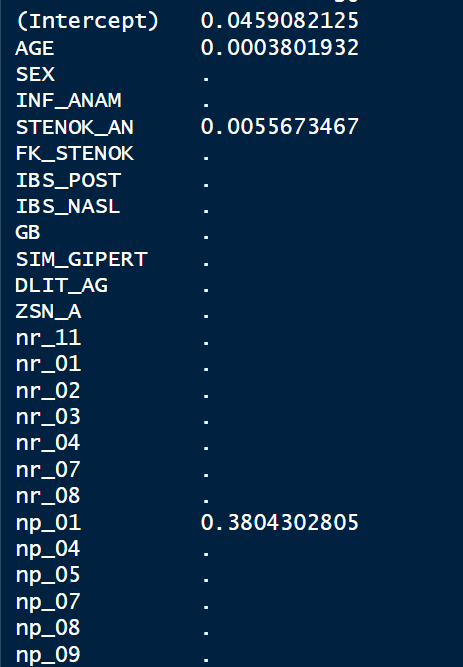 (Intercept) 0.0459082125
AGE 0.0003801932
SEX .
INF_ANAM .
STENOK_AN 0.0055673467
FK_STENOK .
IBS_POST .
IBS_NASL .
GB .
SIM_GIPERT .
DLIT_AG .
ZSN_A .
nr_11 .
nr_01 .
nr_02 .
nr_03 .
nr_04 .
nr_07 .
nr_08 .
np_01 0.3804302805
np_04 .
np_05 .
np_07 .
np_08 .
np_09 .